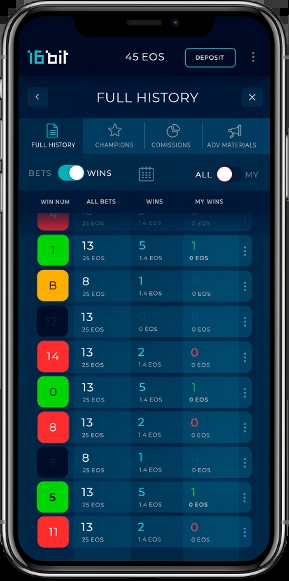 16bit
45 EOS
DEPOSIT
FULL HISTORY
FULL HISTORY
CHAMPIONS
COMISSIONS
ADV MATERIALS
BETS
WINS
ALL
MY
WIN NUM
ALL BETS
WINS
MY WINS
25 EOS 1.4 EOS 0 EOS
1 13 5 1
25 EOS 1.4 EOS 0 EOS
B 8 1
25 EOS 1.4 EOS 0 EOS
12 13 0 0
25 EOS 0 EOS 0 EOS
14 13 2 0
25 EOS 1.4 EOS 0 EOS
0 13 5 1
25 EOS 1.4 EOS 0 EOS
8 13 2 0
25 EOS 1.4 EOS 0 EOS
8 1
25 EOS 1.4 EOS 0 EOS
5 13 5 1
25 EOS 1.4 EOS 0 EOS
11 13 2 0
25 EOS 1.4 EOS 0 EOS